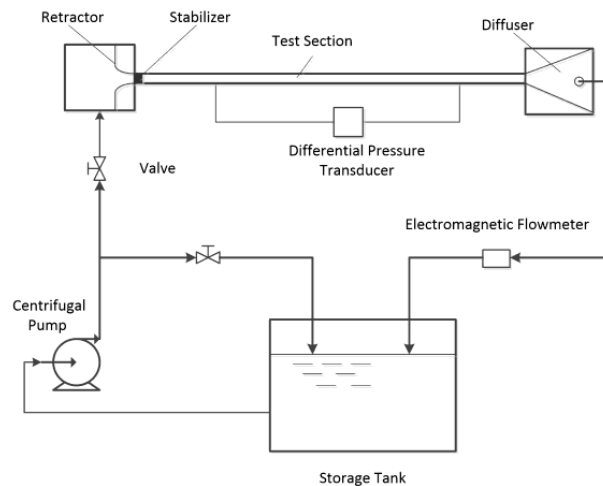 Retractor
Stabilizer
Test Section
Diffuser
Differential Pressure
Transducer
Valve
Electromagnetic Flowmeter
Centrifugal
Pump
Storage Tank